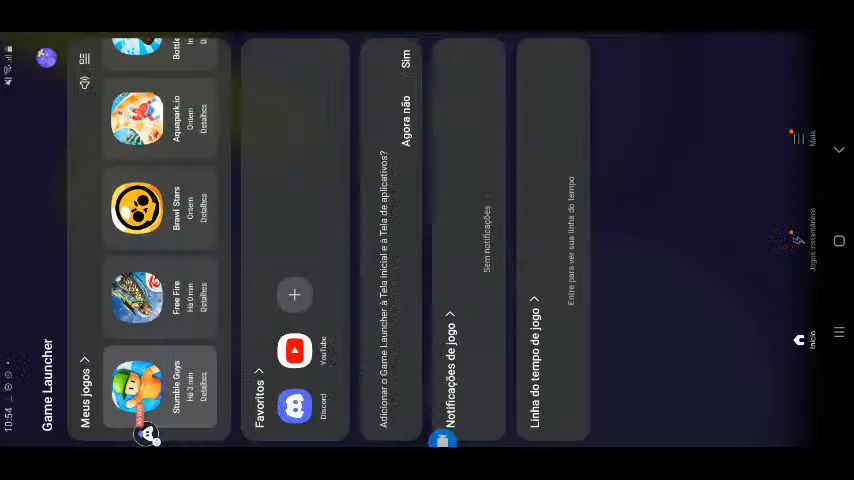 10:54
Game Launcher
Meus jogos
Stumble Guys
Há 3 min
Detalhes
Free Fire
Há 0 min
Detalhes
Brawl Stars
Ontem
Detalhes
Aquapark.io
Ontem
Detalhes
Bottle
Favoritos
Discord
YouTube
Adicionar o Game Launcher à Tela inicial e à Tela de aplicativos?
Agora não
Sim
Notificações de jogo
Sem notificações
Linha do tempo de jogo
Entre para ver sua linha do tempo
Início
Jogos instantâneos
Mais